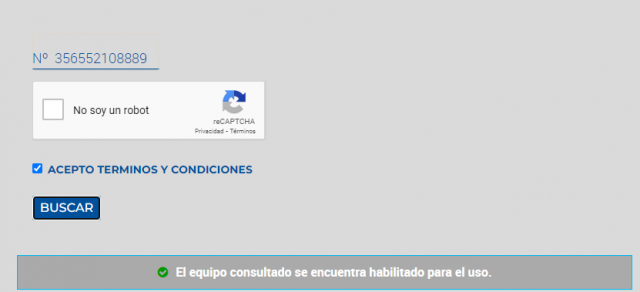 Nº 356552108889
No soy un robot
reCAPTCHA
Privacidad - Términos
ACEPTO TERMINOS Y CONDICIONES
BUSCAR
El equipo consultado se encuentra habilitado para el uso.